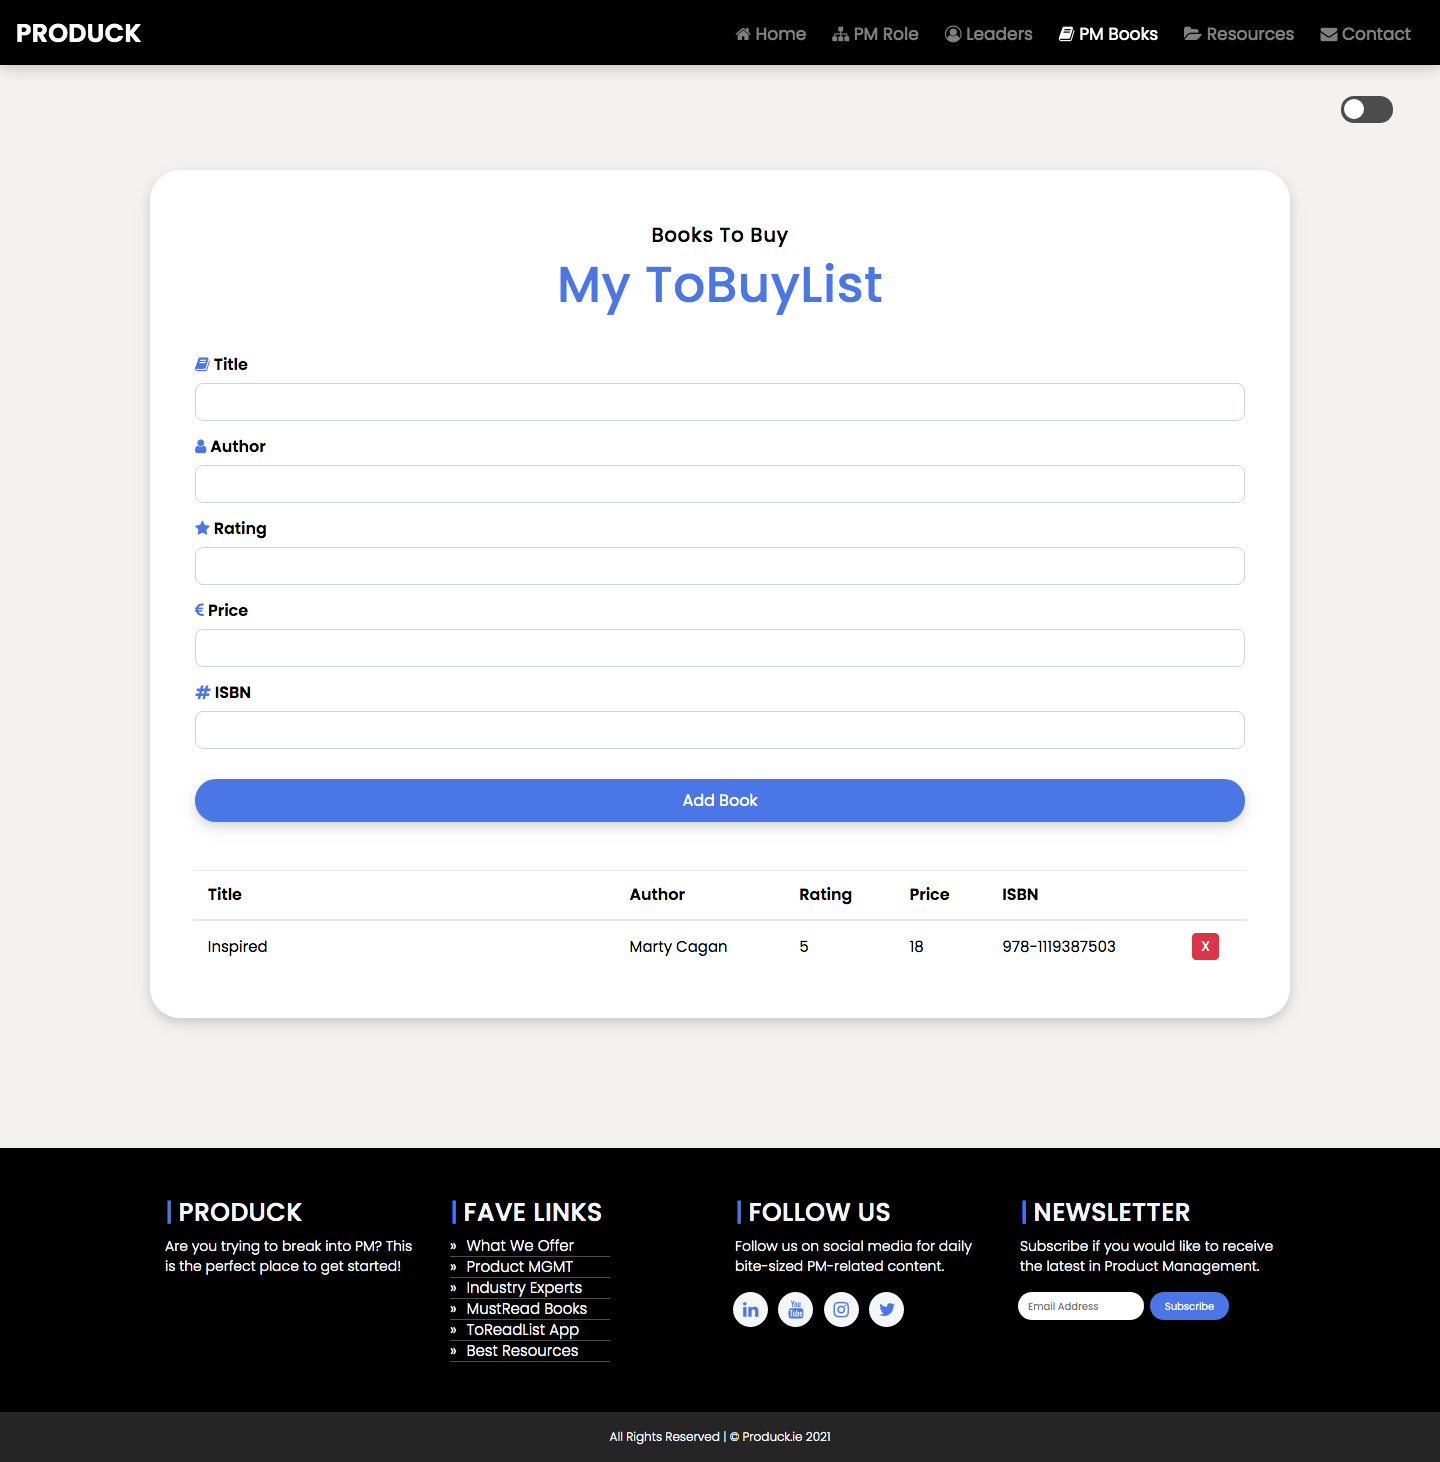 PRODUCK
Home PM Role Leaders PM Books Resources Contact
Books To Buy
My ToBuyList
Title
Author
Rating
€ Price
# ISBN
Add Book
Title Author Rating Price ISBN
Inspired Marty Cagan 5 18 978-1119387503 X
PRODUCK
Are you trying to break into PM? This
is the perfect place to get started!
FAVE LINKS
» What We Offer
» Product MGMT
» Industry Experts
» MustRead Books
» ToReadList App
» Best Resources
FOLLOW US
Follow us on social media for daily
bite-sized PM-related content.
in You Tube
NEWSLETTER
Subscribe if you would like to receive
the latest in Product Management.
Email Address Subscribe
All Rights Reserved | © Produck.ie 2021